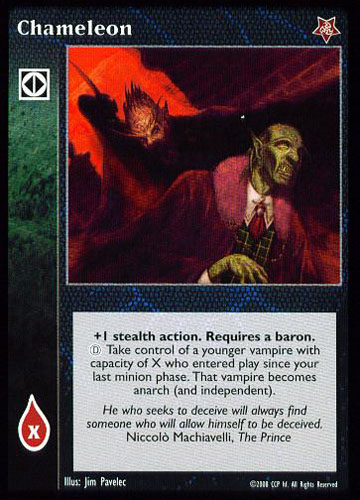 Chameleon
+1 stealth action. Requires a baron.
Ⓓ Take control of a younger vampire with
capacity of X who entered play since your
last minion phase. That vampire becomes
anarch (and independent).
He who seeks to deceive will always find
someone who will allow himself to be deceived.
Niccolò Machiavelli, The Prince
X
Illus: Jim Pavelec
©2008 CCP hf. All Rights Reserved